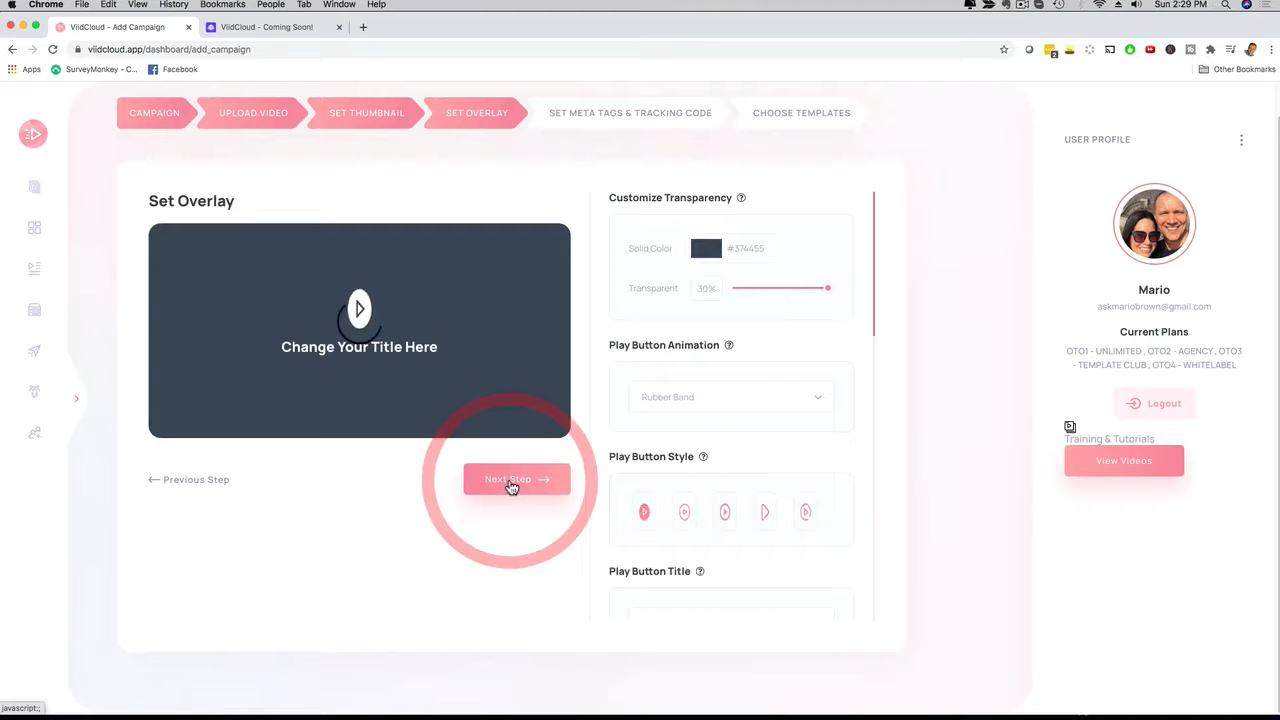 Chrome File Edit View History Bookmarks People Tab Window Help
Sun 2:29 PM
ViidCloud - Add Campaign
ViidCloud - Coming Soon!
viidcloud.app/dashboard/add_campaign
2
Apps
SurveyMonkey - C...
Facebook
Other Bookmarks
CAMPAIGN
UPLOAD VIDEO
SET THUMBNAIL
SET OVERLAY
SET META TAGS & TRACKING CODE
CHOOSE TEMPLATES
USER PROFILE
Set Overlay
Change Your Title Here
Previous Step
Next Step
Customize Transparency
Solid Color
#374455
Transparent
30%
Play Button Animation
Rubber Band
Play Button Style
Play Button Title
Mario
askmariobrown@gmail.com
Current Plans
OTO1 - UNLIMITED , OTO2 - AGENCY , OTO3
- TEMPLATE CLUB , OTO4 - WHITELABEL
Logout
Training & Tutorials
View Videos
javascript:;